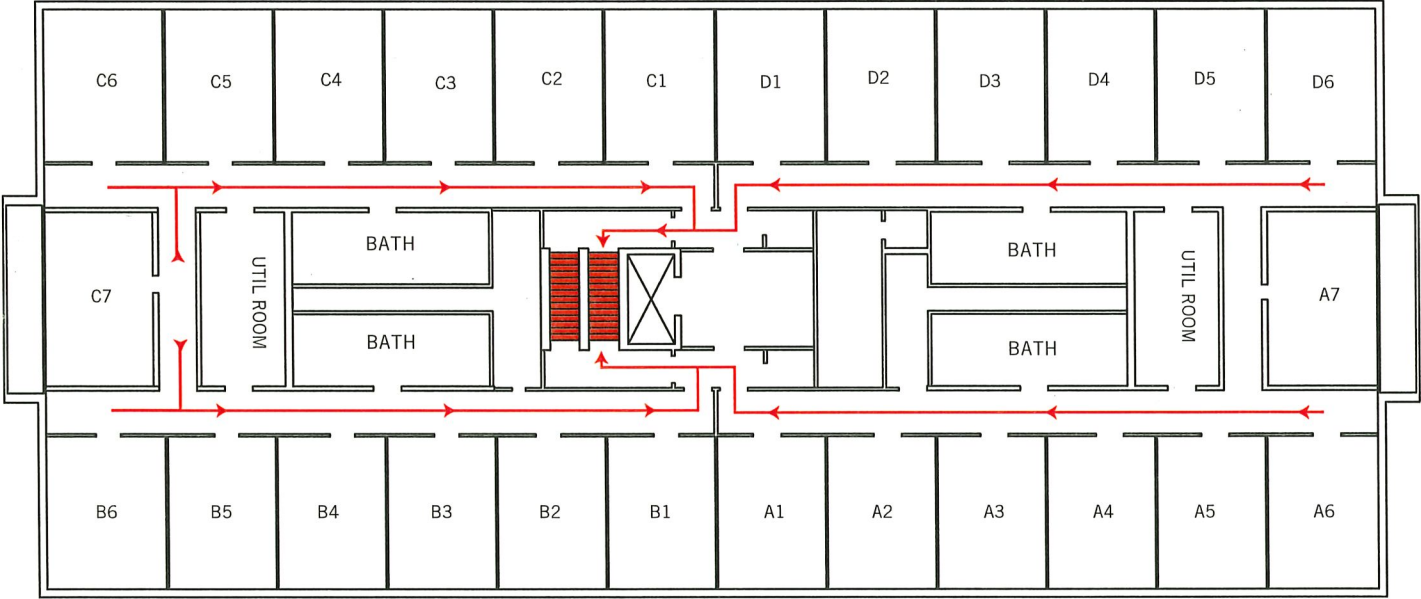 C6 C5 C4 C3 C2 C1 D1 D2 D3 D4 D5 D6
BATH BATH
C7 UTIL ROOM UTIL ROOM A7
BATH BATH
B6 B5 B4 B3 B2 B1 A1 A2 A3 A4 A5 A6